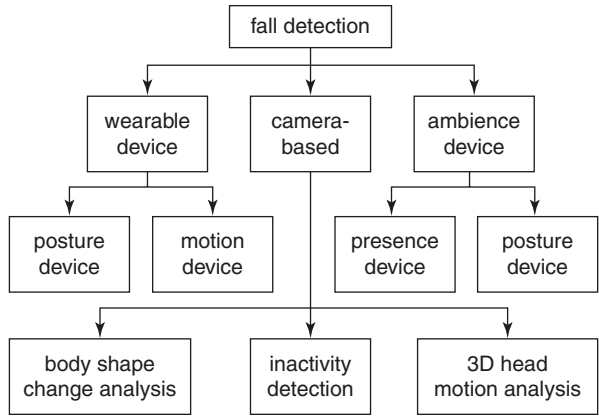 fall detection
wearable
device
camera-
based
ambience
device
posture
device
motion
device
presence
device
posture
device
body shape
change analysis
inactivity
detection
3D head
motion analysis